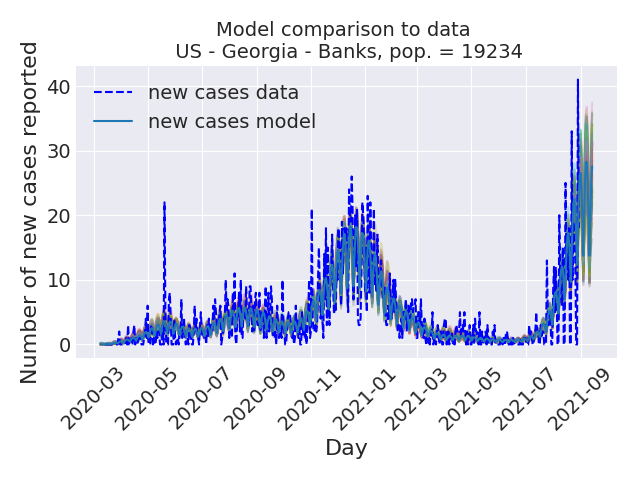 Model comparison to data
US - Georgia - Banks, pop. = 19234
Number of new cases reported
40
30
20
10
0
new cases data
new cases model
2020-03
2020-05
2020-07
2020-09
2020-11
2021-01
2021-03
2021-05
2021-07
2021-09
Day